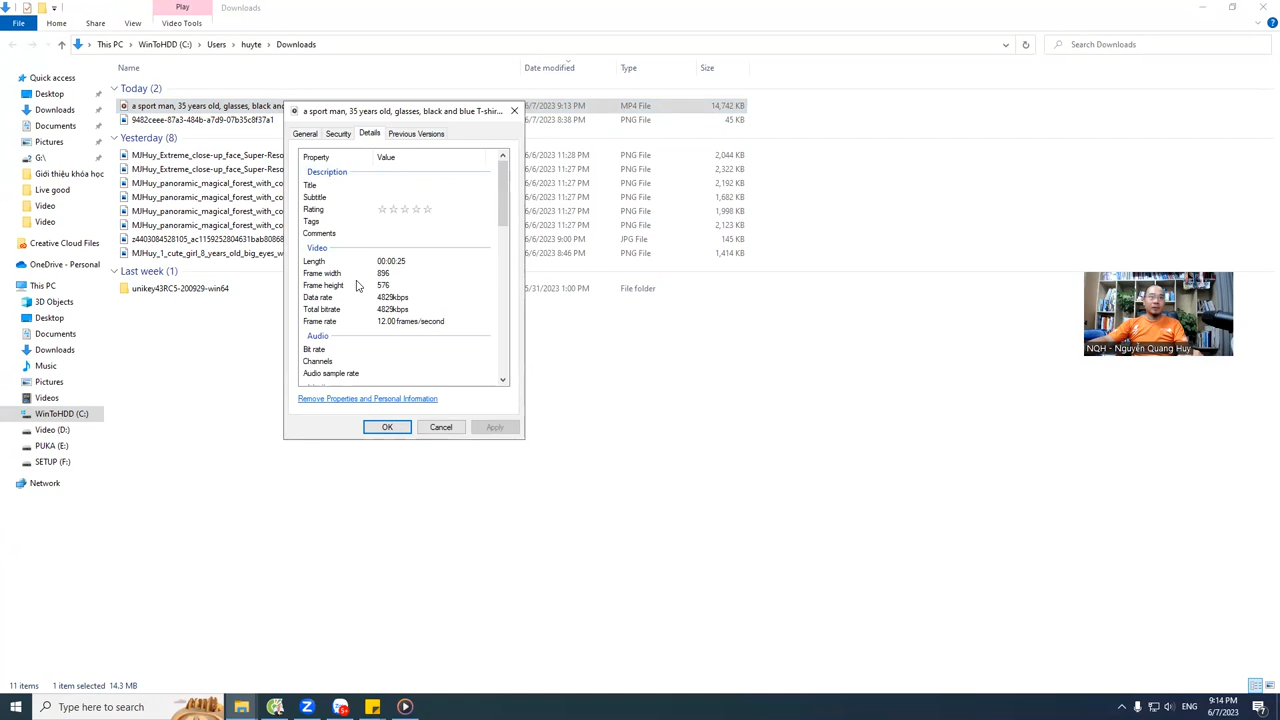 Play
Downloads
File
Home
Share
View
Video Tools
This PC
WinToHDD (C:)
Users
huyte
Downloads
Search Downloads
Name
Date modified
Type
Size
Quick access
Desktop
Downloads
Documents
Pictures
G:\
Giới thiệu khóa học
Live good
Video
Video
Creative Cloud Files
OneDrive - Personal
This PC
3D Objects
Desktop
Documents
Downloads
Music
Pictures
Videos
WinToHDD (C:)
Video (D:)
PUKA (E:)
SETUP (F:)
Network
Today (2)
a sport man, 35 years old, glasses, black and
6/7/2023 9:13 PM MP4 File 14,742 KB
9482ceee-87a3-484b-a7d9-07b35c8f37a1
6/7/2023 8:38 PM PNG File 45 KB
Yesterday (8)
MJHuy_Extreme_close-up_face_Super-Reso
6/6/2023 11:28 PM PNG File 2,044 KB
MJHuy_Extreme_close-up_face_Super-Reso
6/6/2023 11:28 PM PNG File 2,322 KB
MJHuy_panoramic_magical_forest_with_co
6/6/2023 11:27 PM PNG File 2,192 KB
MJHuy_panoramic_magical_forest_with_co
6/6/2023 11:27 PM PNG File 1,682 KB
MJHuy_panoramic_magical_forest_with_co
6/6/2023 11:27 PM PNG File 1,998 KB
MJHuy_panoramic_magical_forest_with_co
6/6/2023 11:27 PM PNG File 2,123 KB
z4403084528105_ac1159252804631bab80868
6/6/2023 9:00 PM JPG File 145 KB
MJHuy_1_cute_girl_8_years_old_big_eyes_w
6/6/2023 8:46 PM PNG File 1,414 KB
Last week (1)
unikey43RC5-200929-win64
5/31/2023 1:00 PM File folder
a sport man, 35 years old, glasses, black and blue T-shir...
General Security Details Previous Versions
Property Value
Description
Title
Subtitle
Rating
Tags
Comments
Video
Length 00:00:25
Frame width 896
Frame height 576
Data rate 4829kbps
Total bitrate 4829kbps
Frame rate 12.00 frames/second
Audio
Bit rate
Channels
Audio sample rate
Remove Properties and Personal Information
OK Cancel Apply
NQH - Nguyễn Quang Huy
11 items 1 item selected 14.3 MB
Type here to search
5+
ENG
9:14 PM
6/7/2023